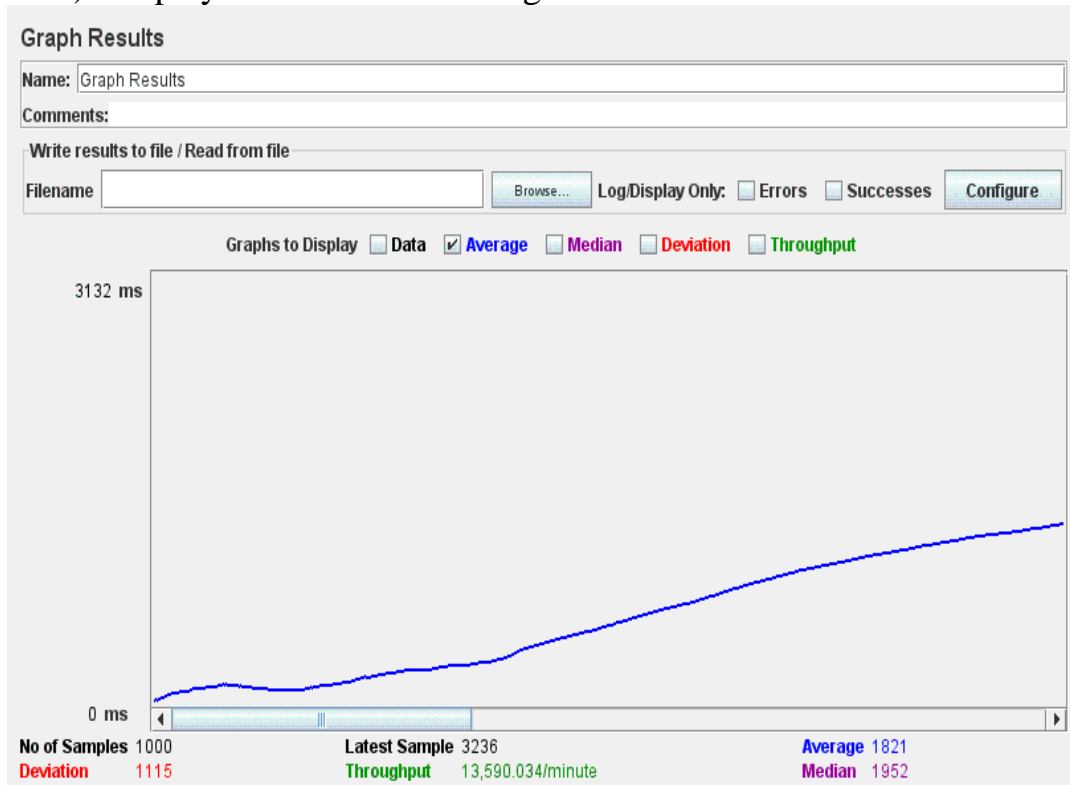 Graph Results
Name: Graph Results
Comments:
Write results to file / Read from file
Filename Browse... Log/Display Only: Errors Successes Configure
Graphs to Display Data Average Median Deviation Throughput
3132 ms
0 ms
No of Samples 1000 Latest Sample 3236 Average 1821
Deviation 1115 Throughput 13,590.034/minute Median 1952